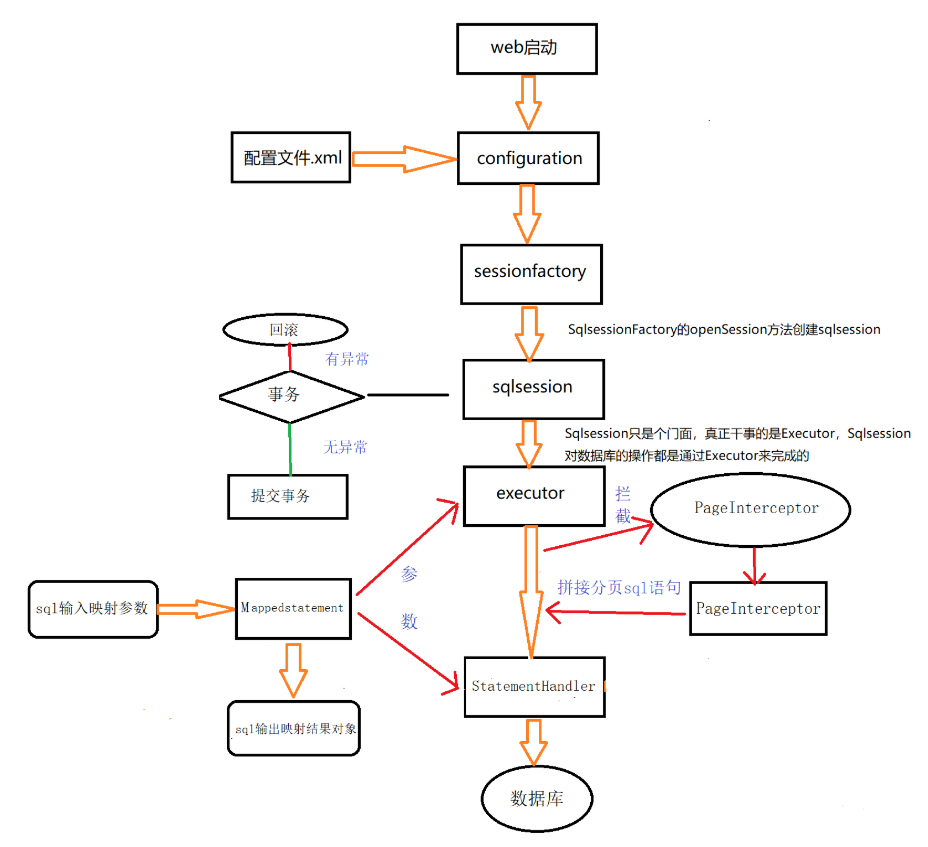 web启动
配置文件.xml
configuration
sessionfactory
SqlsessionFactory的openSession方法创建sqlsession
回滚
有异常
事务
sqlsession
无异常
Sqlsession只是个门面，真正干事的是Executor，Sqlsession
对数据库的操作都是通过Executor来完成的
提交事务
executor
拦
截
PageInterceptor
参
数
拼接分页sql语句
PageInterceptor
sql输入映射参数
Mappedstatement
StatementHandler
sql输出映射结果对象
数据库